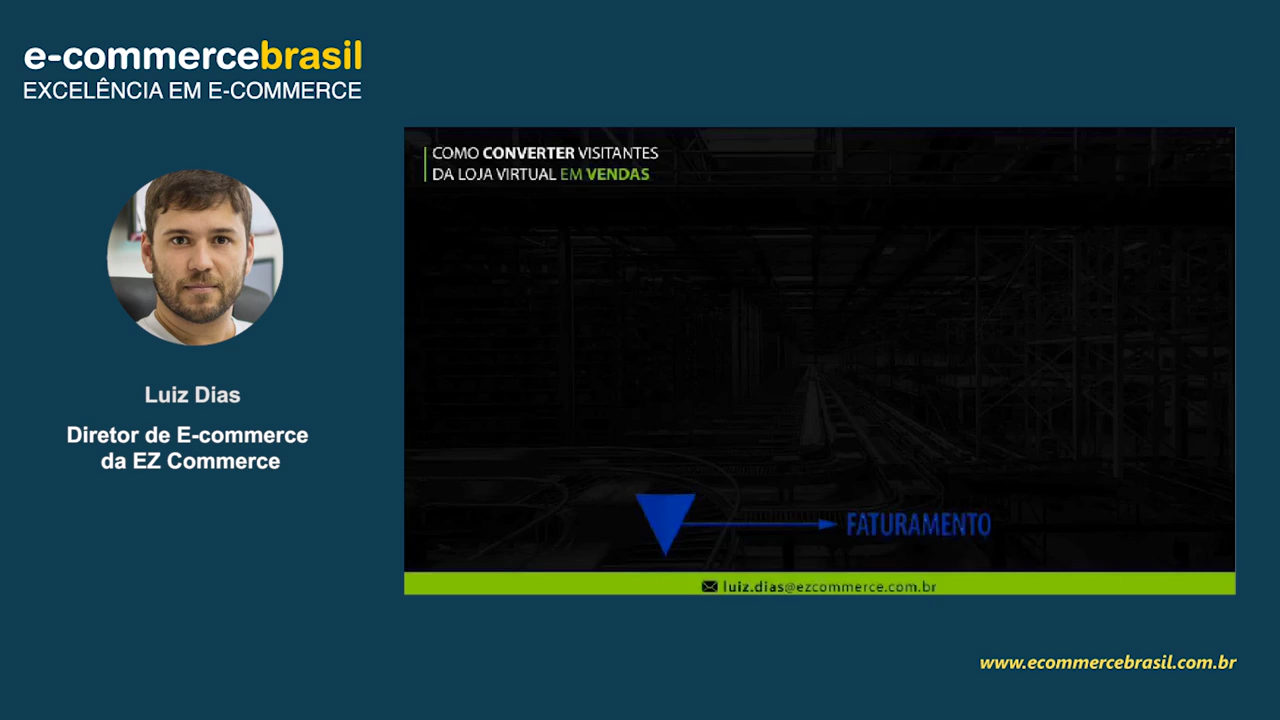 e-commercebrasil
EXCELÊNCIA EM E-COMMERCE
COMO CONVERTER VISITANTES
DA LOJA VIRTUAL EM VENDAS
Luiz Dias
Diretor de E-commerce
da EZ Commerce
FATURAMENTO
luiz.dias@ezcommerce.com.br
www.ecommercebrasil.com.br